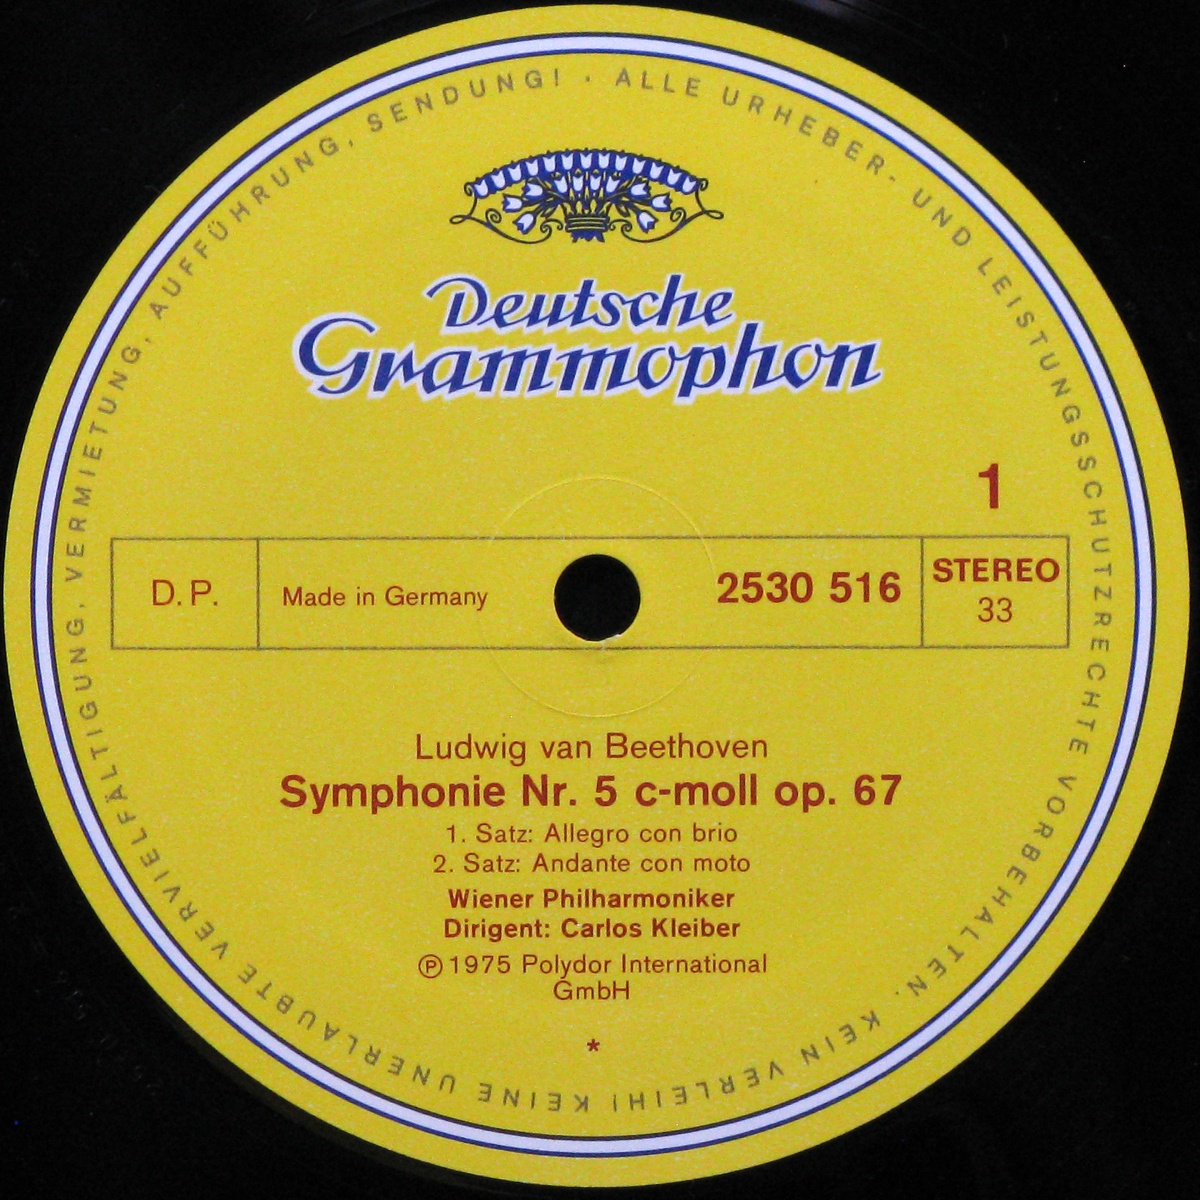 ALLE URHEBER- UND LEISTUNGSSCHUTZRECHTE VORBEHALTEN. KEIN VERLEIH! KEINE UNERLAUBTE VERVIELFÄLTIGUNG, VERMIETUNG, AUFFÜHRUNG, SENDUNG! ·
Deutsche
Grammophon
1
D. P.
Made in Germany
2530 516
STEREO
33
Ludwig van Beethoven
Symphonie Nr. 5 c-moll op. 67
1. Satz: Allegro con brio
2. Satz: Andante con moto
Wiener Philharmoniker
Dirigent: Carlos Kleiber
Ⓟ 1975 Polydor International
GmbH
*